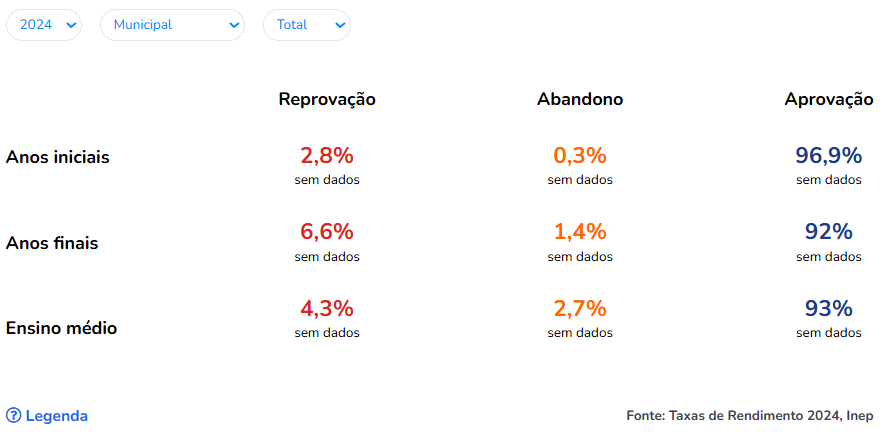 2024 Municipal Total
Reprovação Abandono Aprovação
Anos iniciais 2,8% 0,3% 96,9%
sem dados sem dados sem dados
Anos finais 6,6% 1,4% 92%
sem dados sem dados sem dados
Ensino médio 4,3% 2,7% 93%
sem dados sem dados sem dados
Legenda Fonte: Taxas de Rendimento 2024, Inep